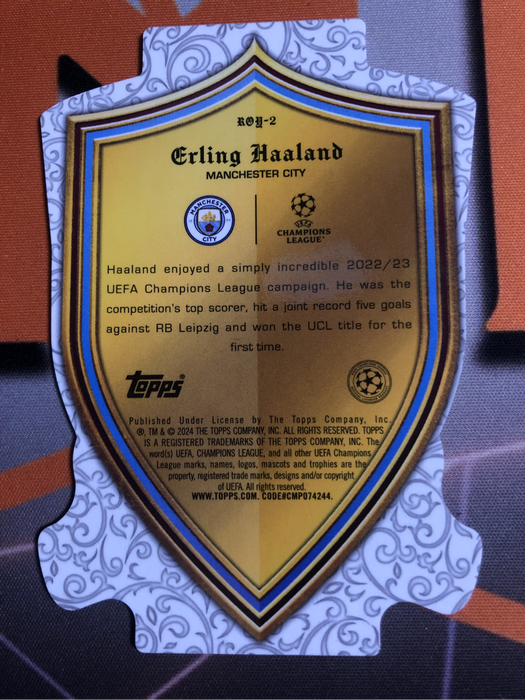 ROY-2
Erling Haaland
MANCHESTER CITY
MANCHESTER
CITY
UEFA
CHAMPIONS
LEAGUE
Haaland enjoyed a simply incredible 2022/23
UEFA Champions League campaign. He was the
competition's top scorer, hit a joint record five goals
against RB Leipzig and won the UCL title for the
first time.
Topps®
Published Under License by The Topps Company, Inc.
®, TM & © 2024 THE TOPPS COMPANY, INC. ALL RIGHTS RESERVED. TOPPS
IS A REGISTERED TRADEMARKS OF THE TOPPS COMPANY, INC. The
word(s) UEFA, CHAMPIONS LEAGUE, and all other UEFA Champions
League marks, names, logos, mascots and trophies are the
property, registered trade marks, designs and/or copyright
of UEFA. All rights reserved.
WWW.TOPPS.COM. CODE#CMP074244.